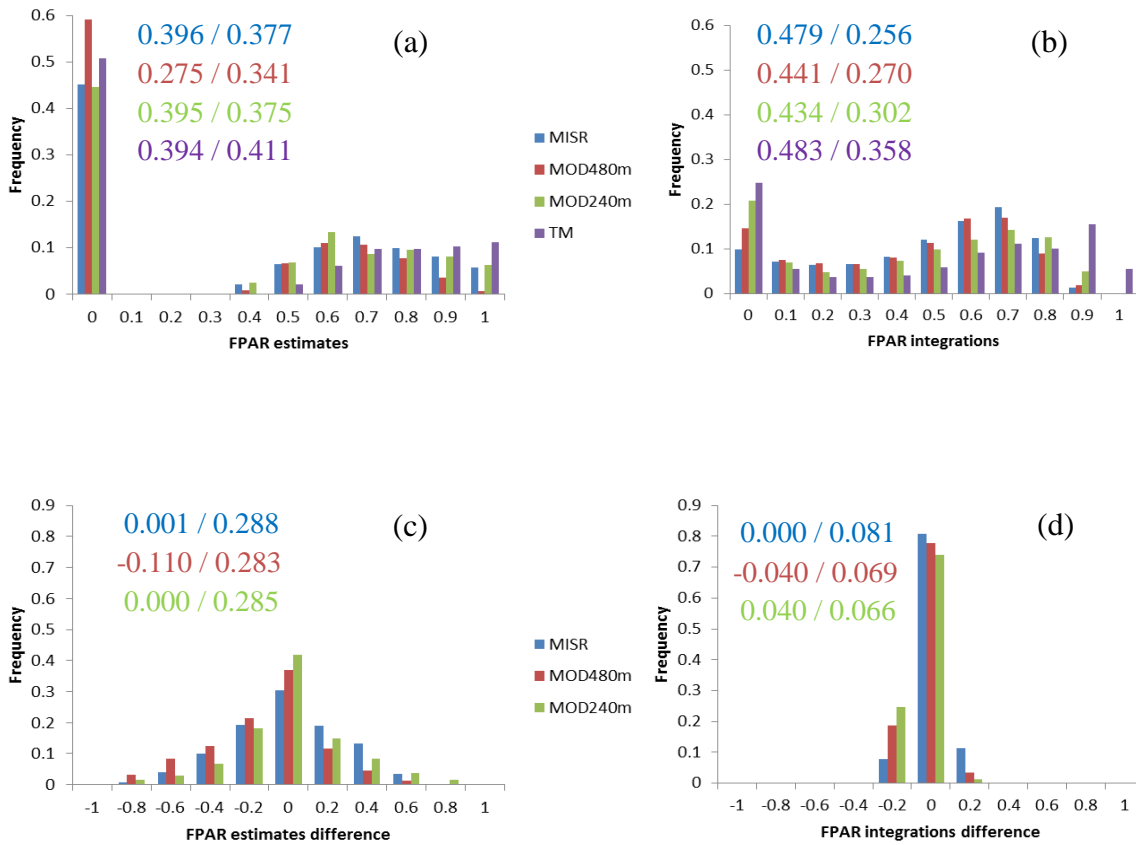 (a)
0.396 / 0.377
0.275 / 0.341
0.395 / 0.375
0.394 / 0.411
Frequency
0.6
0.5
0.4
0.3
0.2
0.1
0
0 0.1 0.2 0.3 0.4 0.5 0.6 0.7 0.8 0.9 1
FPAR estimates
MISR
MOD480m
MOD240m
TM
(b)
0.479 / 0.256
0.441 / 0.270
0.434 / 0.302
0.483 / 0.358
Frequency
0.6
0.5
0.4
0.3
0.2
0.1
0
0 0.1 0.2 0.3 0.4 0.5 0.6 0.7 0.8 0.9 1
FPAR integrations
(c)
0.001 / 0.288
-0.110 / 0.283
0.000 / 0.285
Frequency
0.9
0.8
0.7
0.6
0.5
0.4
0.3
0.2
0.1
0
-1 -0.8 -0.6 -0.4 -0.2 0 0.2 0.4 0.6 0.8 1
FPAR estimates difference
MISR
MOD480m
MOD240m
(d)
0.000 / 0.081
-0.040 / 0.069
0.040 / 0.066
Frequency
0.9
0.8
0.7
0.6
0.5
0.4
0.3
0.2
0.1
0
-1 -0.8 -0.6 -0.4 -0.2 0 0.2 0.4 0.6 0.8 1
FPAR integrations difference